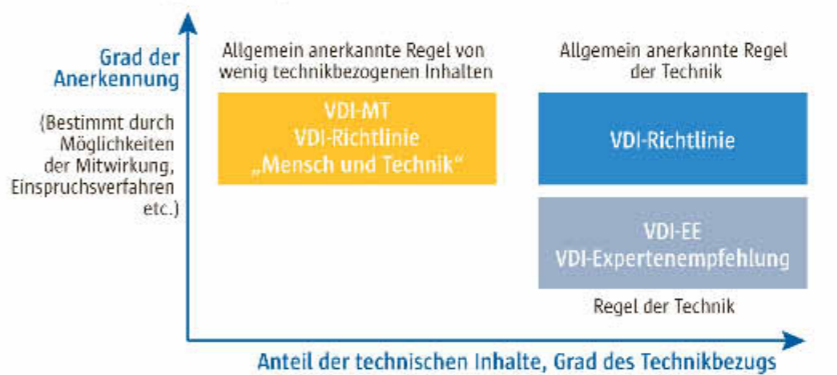 Grad der
Anerkennung
(Bestimmt durch
Möglichkeiten
der Mitwirkung,
Einspruchsverfahren
etc.)
Allgemein anerkannte Regel von
wenig technikbezogenen Inhalten
VDI-MT
VDI-Richtlinie
„Mensch und Technik“
Allgemein anerkannte Regel
der Technik
VDI-Richtlinie
VDI-EE
VDI-Expertenempfehlung
Regel der Technik
Anteil der technischen Inhalte, Grad des Technikbezugs